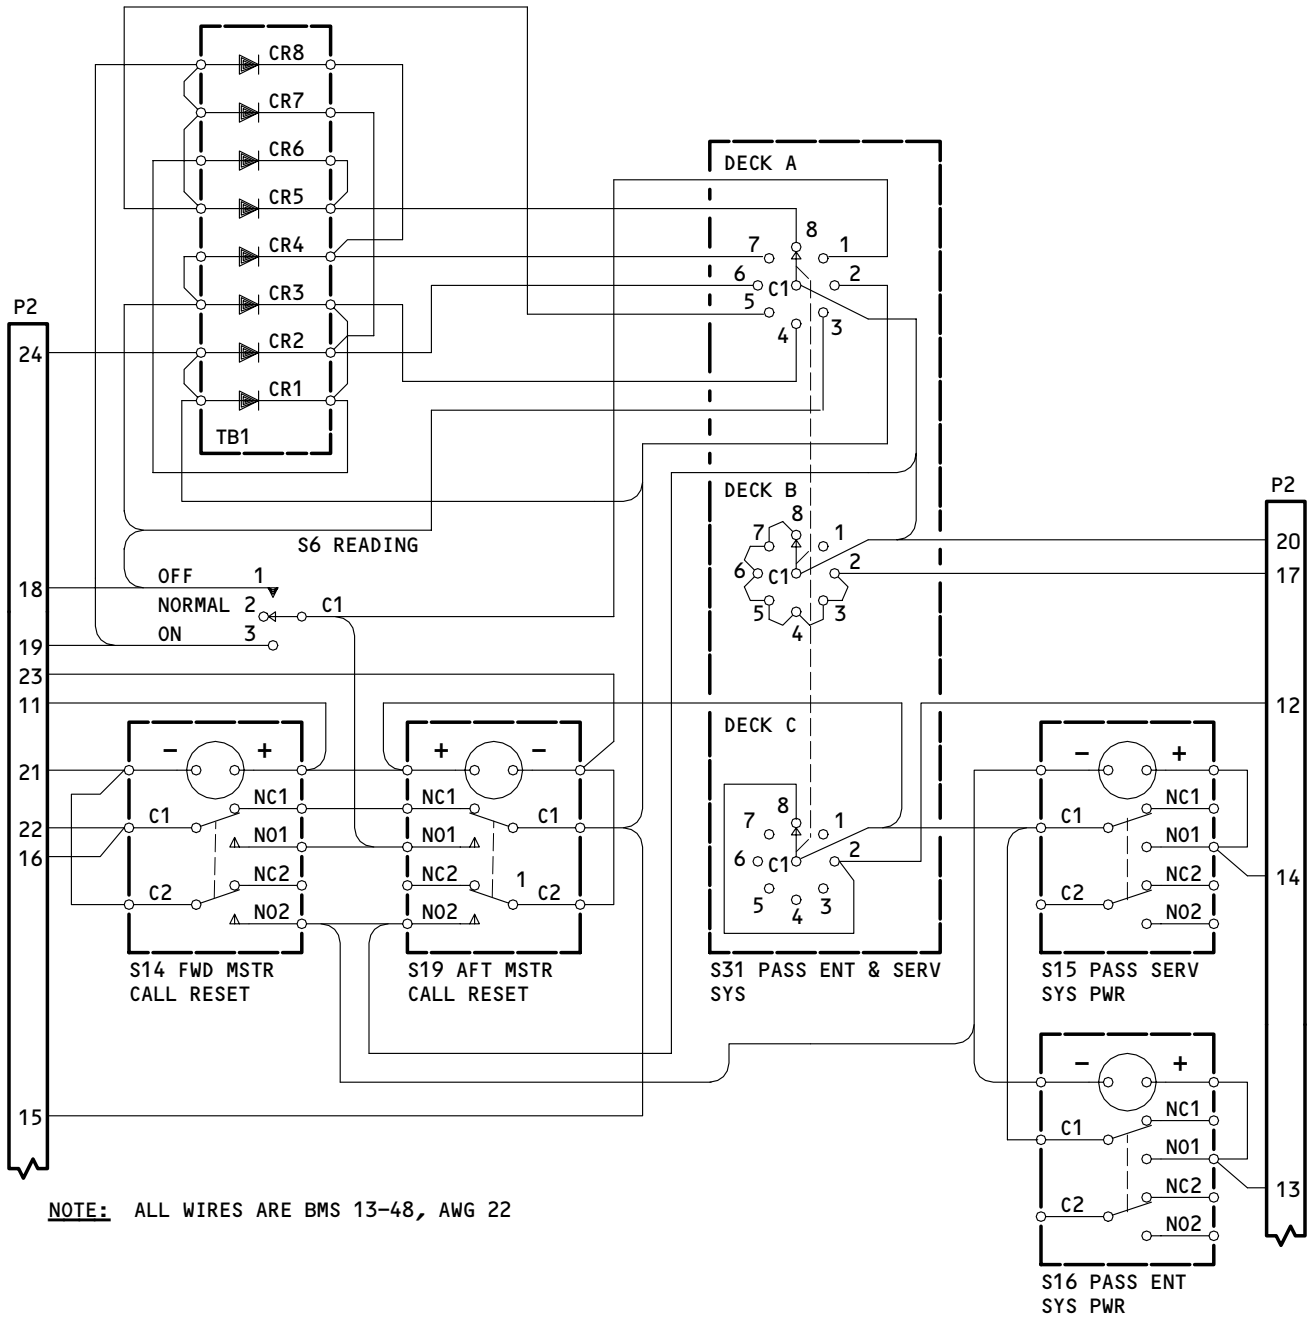 CR8
CR7
CR6
CR5
CR4
CR3
CR2
CR1
TB1
P2
24
18
19
23
11
21
22
16
15
S6 READING
OFF 1
NORMAL 2 C1
ON 3
DECK A
8
7 1
6 C1 2
5 3
4
DECK B
8
7 1
6 C1 2
5 3
4
DECK C
8
7 1
6 C1 2
5 3
4
S31 PASS ENT & SERV
SYS
- +
NC1
C1
NO1
NC2
C2
NO2
S14 FWD MSTR
CALL RESET
+ -
NC1
C1
NO1
NC2
1 C2
NO2
S19 AFT MSTR
CALL RESET
P2
20
17
12
14
13
- +
NC1
C1
NO1
NC2
C2
NO2
S15 PASS SERV
SYS PWR
- +
NC1
C1
NO1
NC2
C2
NO2
S16 PASS ENT
SYS PWR
NOTE: ALL WIRES ARE BMS 13-48, AWG 22